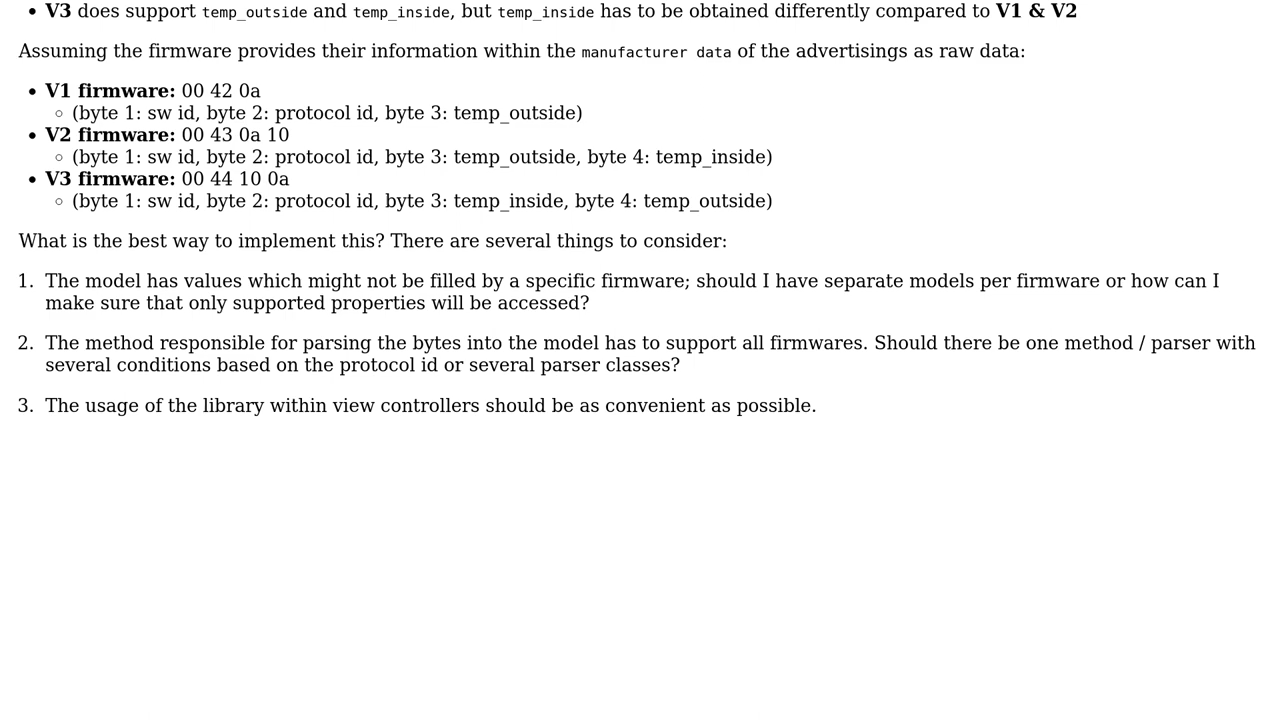 • V3 does support temp_outside and temp_inside, but temp_inside has to be obtained differently compared to V1 & V2
Assuming the firmware provides their information within the manufacturer data of the advertisings as raw data:
• V1 firmware: 00 42 0a
◦ (byte 1: sw id, byte 2: protocol id, byte 3: temp_outside)
• V2 firmware: 00 43 0a 10
◦ (byte 1: sw id, byte 2: protocol id, byte 3: temp_outside, byte 4: temp_inside)
• V3 firmware: 00 44 10 0a
◦ (byte 1: sw id, byte 2: protocol id, byte 3: temp_inside, byte 4: temp_outside)
What is the best way to implement this? There are several things to consider:
1. The model has values which might not be filled by a specific firmware; should I have separate models per firmware or how can I
make sure that only supported properties will be accessed?
2. The method responsible for parsing the bytes into the model has to support all firmwares. Should there be one method / parser with
several conditions based on the protocol id or several parser classes?
3. The usage of the library within view controllers should be as convenient as possible.